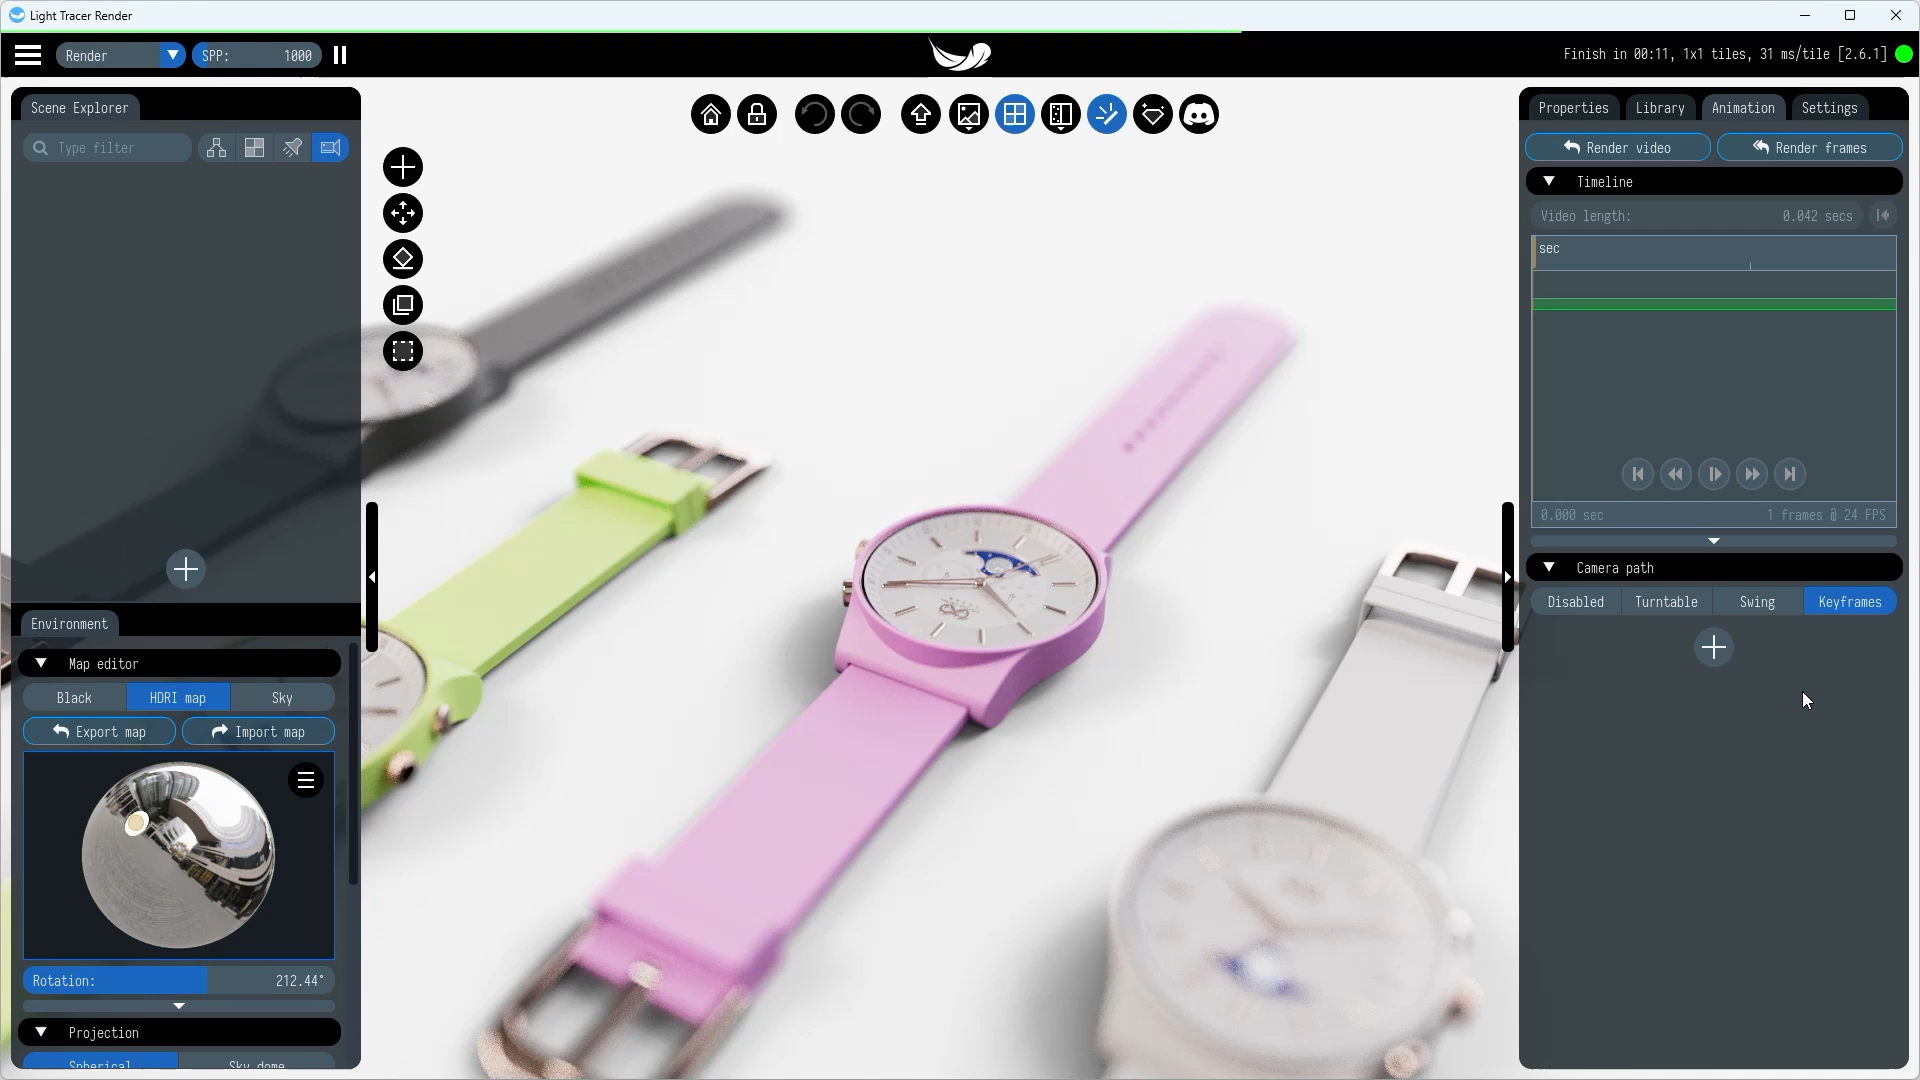 Light Tracer Render
Render
SPP: 1000
Finish in 00:11, 1x1 tiles, 31 ms/tile [2.6.1]
Scene Explorer
Type filter
Environment
Map editor
Black
HDRI map
Sky
Export map
Import map
Rotation: 212.44°
Projection
Spherical
Sky dome
Properties
Library
Animation
Settings
Render video
Render frames
Timeline
Video length: 0.042 secs
sec
0.000 sec
1 frames @ 24 FPS
Camera path
Disabled
Turntable
Swing
Keyframes